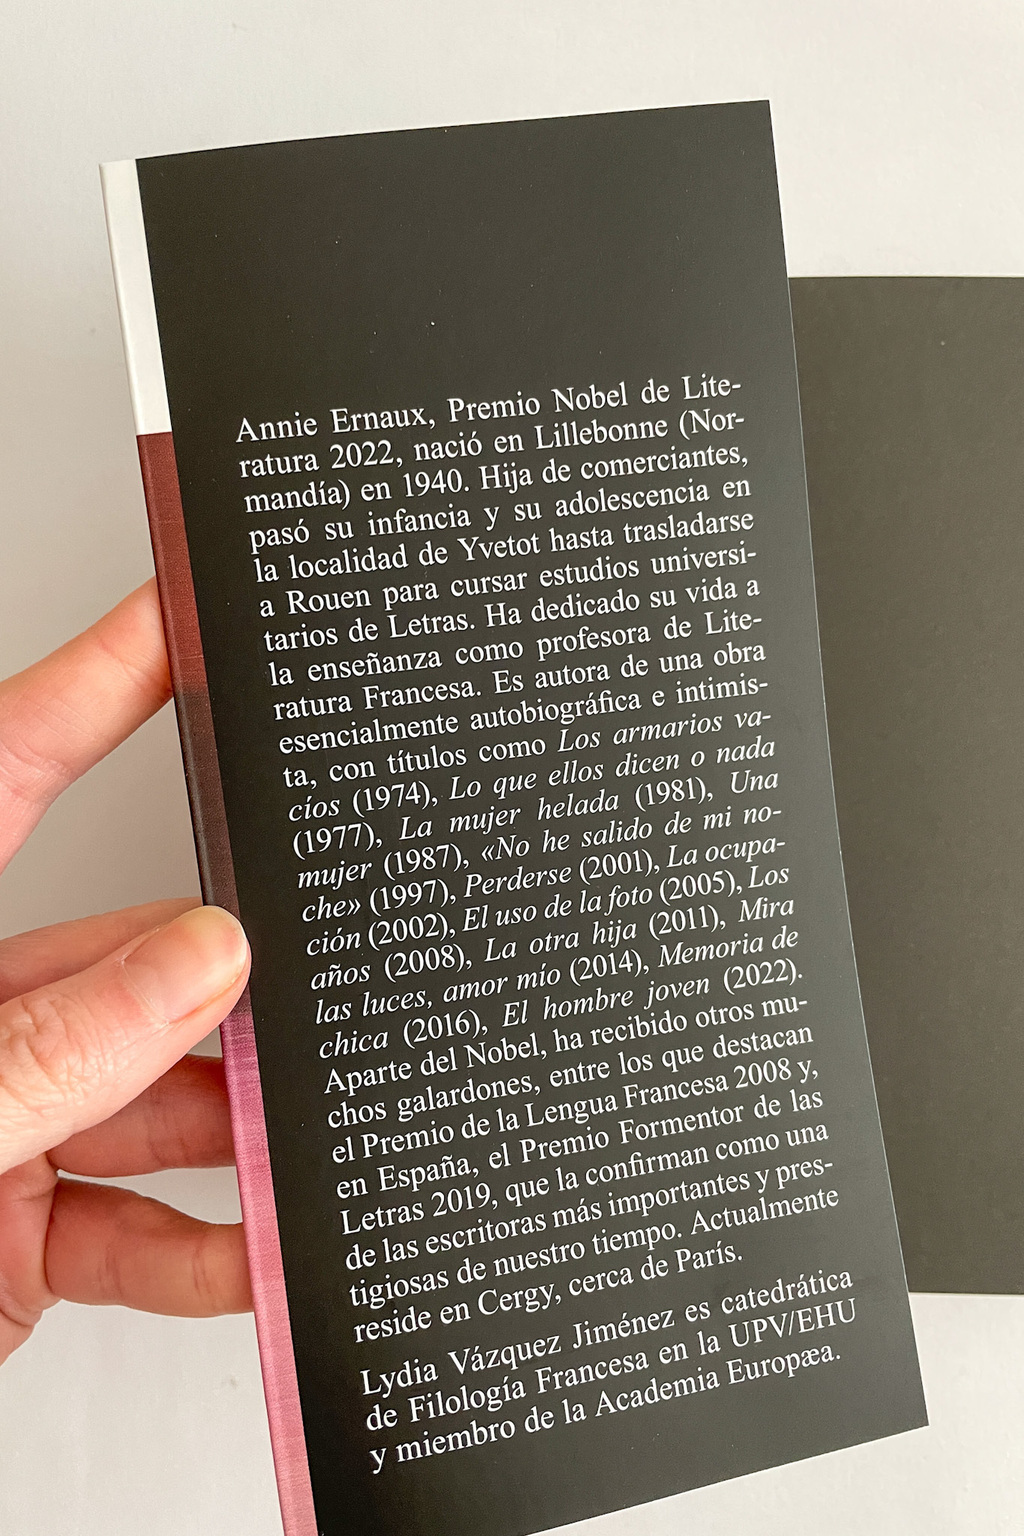 Annie Ernaux, Premio Nobel de Lite-
ratura 2022, nació en Lillebonne (Nor-
mandía) en 1940. Hija de comerciantes,
pasó su infancia y su adolescencia en
la localidad de Yvetot hasta trasladarse
a Rouen para cursar estudios universi-
tarios de Letras. Ha dedicado su vida a
la enseñanza como profesora de Lite-
ratura Francesa. Es autora de una obra
esencialmente autobiográfica e intimis-
ta, con títulos como Los armarios va-
cíos (1974), Lo que ellos dicen o nada
(1977), La mujer helada (1981), Una
mujer (1987), «No he salido de mi no-
che» (1997), Perderse (2001), La ocupa-
ción (2002), El uso de la foto (2005), Los
años (2008), La otra hija (2011), Mira
las luces, amor mío (2014), Memoria de
chica (2016), El hombre joven (2022).
Aparte del Nobel, ha recibido otros mu-
chos galardones, entre los que destacan
el Premio de la Lengua Francesa 2008 y,
en España, el Premio Formentor de las
Letras 2019, que la confirman como una
de las escritoras más importantes y pres-
tigiosas de nuestro tiempo. Actualmente
reside en Cergy, cerca de París.
Lydia Vázquez Jiménez es catedrática
de Filología Francesa en la UPV/EHU
y miembro de la Academia Europæa.